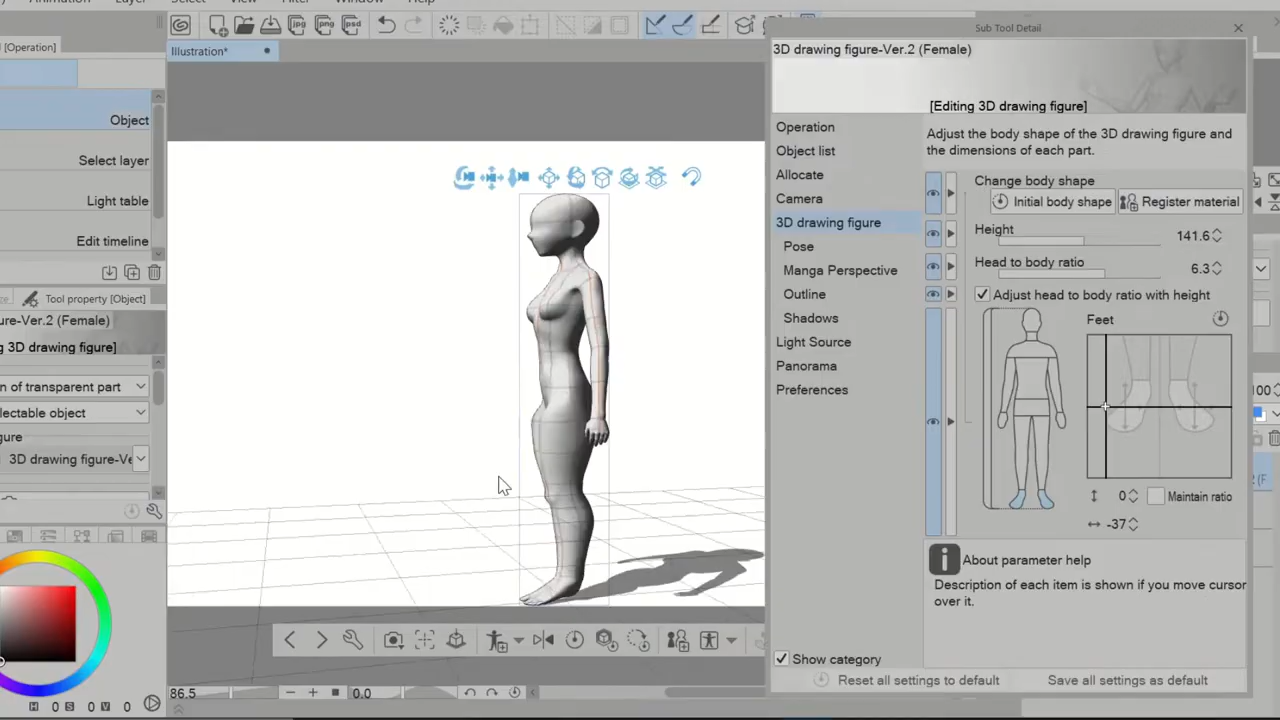 [Operation]
Object
Select layer
Light table
Edit timeline
Tool property [Object]
ure-Ver.2 (Female)
g 3D drawing figure]
n of transparent part
electable object
gure
3D drawing figure-Ve
H 0 S 0 V 0
jpg
png
psd
Illustration*
86.5
0.0
Sub Tool Detail
3D drawing figure-Ver.2 (Female)
[Editing 3D drawing figure]
Operation
Object list
Allocate
Camera
3D drawing figure
Pose
Manga Perspective
Outline
Shadows
Light Source
Panorama
Preferences
Show category
Adjust the body shape of the 3D drawing figure and
the dimensions of each part.
Change body shape
Initial body shape
Register material
Height
141.6
Head to body ratio
6.3
Adjust head to body ratio with height
Feet
0
Maintain ratio
-37
About parameter help
Description of each item is shown if you move cursor
over it.
Reset all settings to default
Save all settings as default
100